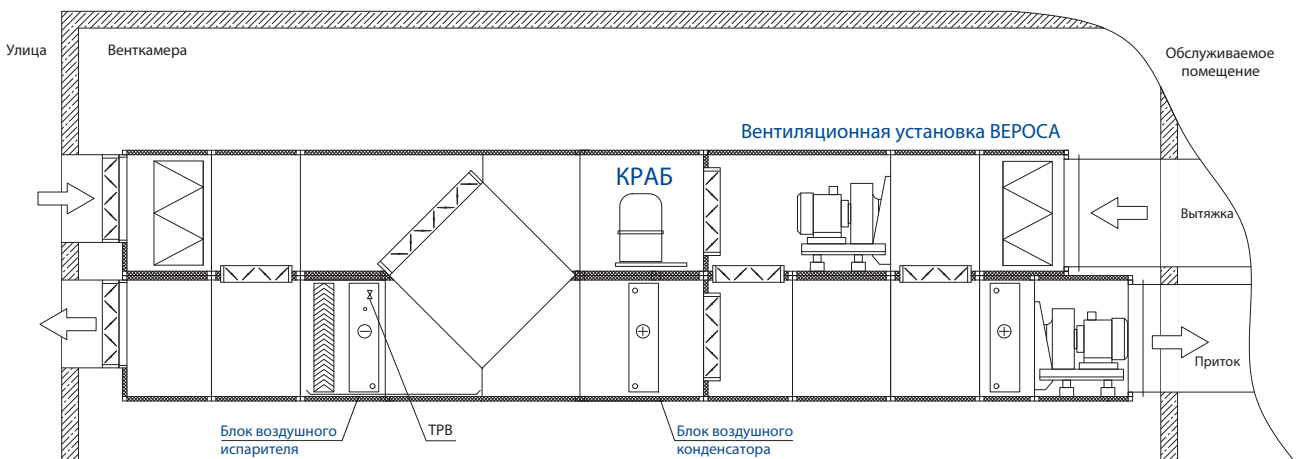 Улица
Венткамера
Обслуживаемое
помещение
Вентиляционная установка ВЕРОСА
КРАБ
Вытяжка
Приток
Блок воздушного
испарителя
ТРВ
Блок воздушного
конденсатора